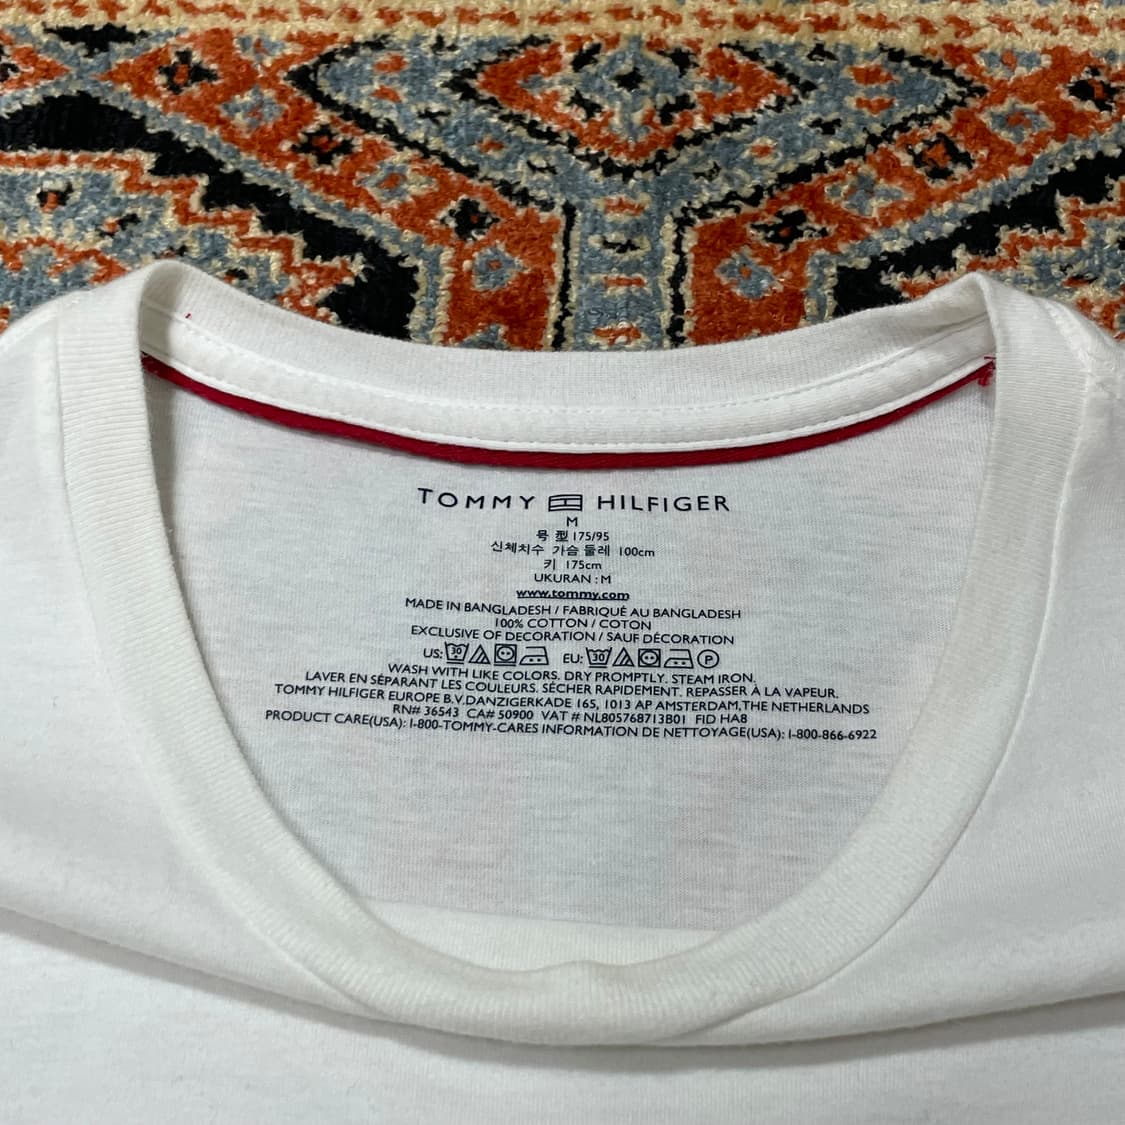 TOMMY HILFIGER
M
号型 175/95
신체치수 가슴 둘레 100cm
키 175cm
UKURAN : M
www.tommy.com
MADE IN BANGLADESH / FABRIQUÉ AU BANGLADESH
100% COTTON / COTON
EXCLUSIVE OF DECORATION / SAUF DÉCORATION
US: 30 EU: 30 P
WASH WITH LIKE COLORS. DRY PROMPTLY. STEAM IRON.
LAVER EN SÉPARANT LES COULEURS. SÉCHER RAPIDEMENT. REPASSER À LA VAPEUR.
TOMMY HILFIGER EUROPE B.V.DANZIGERKADE 165, 1013 AP AMSTERDAM,THE NETHERLANDS
RN# 36543 CA# 50900 VAT # NL805768713B01 FID HA8
PRODUCT CARE(USA): 1-800-TOMMY-CARES INFORMATION DE NETTOYAGE(USA): 1-800-866-6922